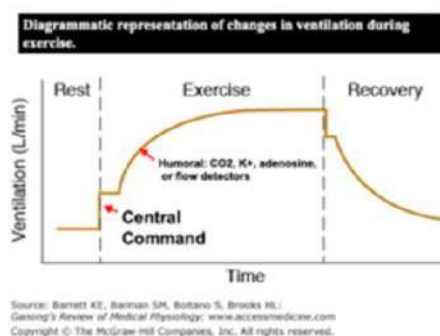 Diagrammatic representation of changes in ventilation during
exercise.
Rest
Exercise
Recovery
Ventilation (L/min)
Humoral: CO2, K+, adenosine,
or flow detectors
Central
Command
Time
Source: Barrett KE, Barman SM, Boitano S, Brooks HL:
Ganong's Review of Medical Physiology: www.accessmedicine.com
Copyright © The McGraw-Hill Companies, Inc. All rights reserved.